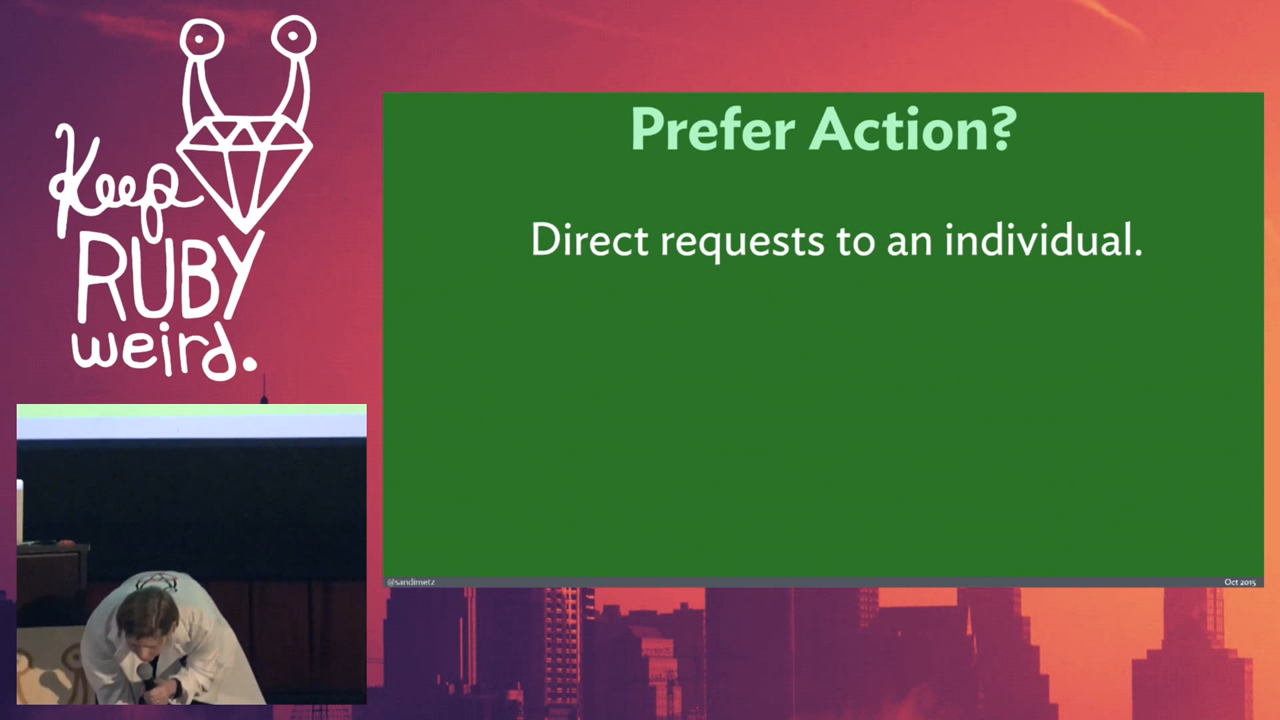 Keep
RUBY
weird.
Prefer Action?
Direct requests to an individual.
@sandimetz
Oct 2015